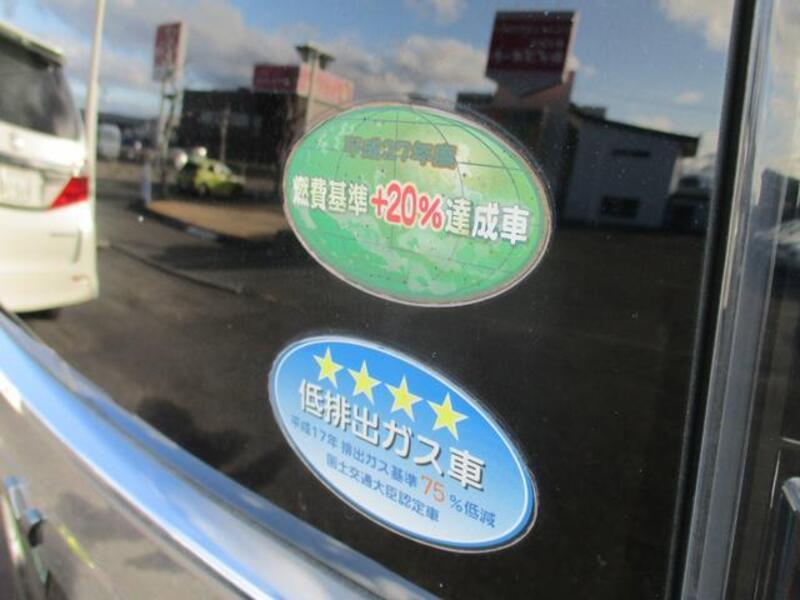 平成27年度
燃費基準+20%達成車
低排出ガス車
平成17年排出ガス基準75%低減
国土交通大臣認定車